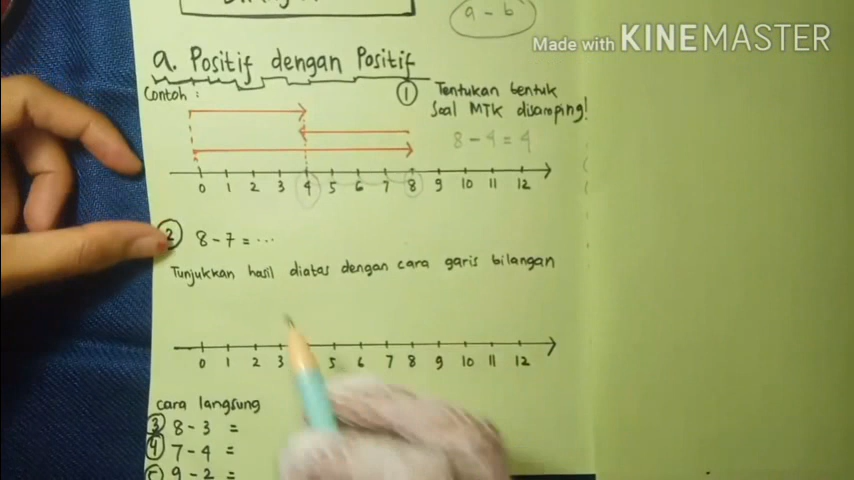 a - b
Made with KINEMASTER
a. Positif dengan Positif
Contoh :
1 Tentukan bentuk
Soal MTK disamping!
8 - 4 = 4
0 1 2 3 4 5 6 7 8 9 10 11 12
2 8 - 7 = ...
Tunjukkan hasil diatas dengan cara garis bilangan
0 1 2 3 5 6 7 8 9 10 11 12
cara langsung
3 8 - 3 =
4 7 - 4 =
9 - 2 =